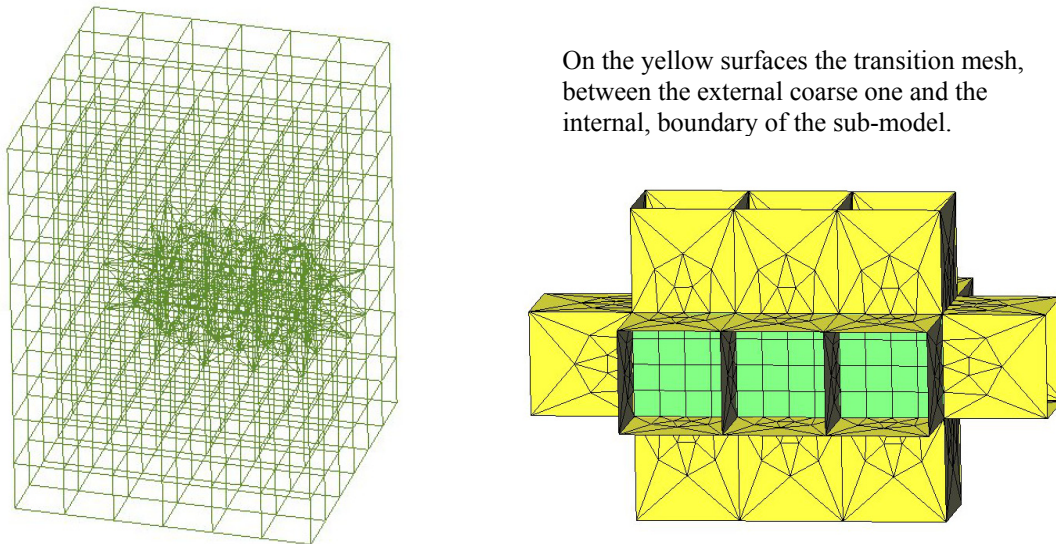 On the yellow surfaces the transition mesh,
between the external coarse one and the
internal, boundary of the sub-model.